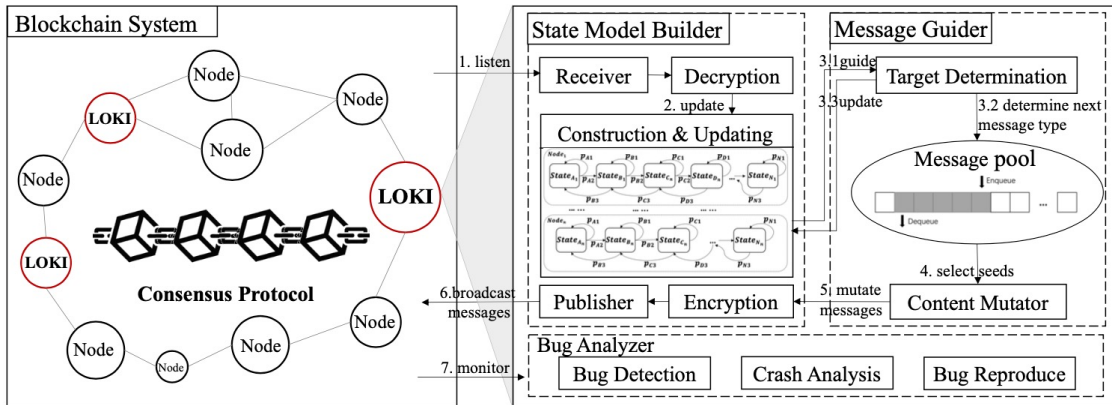 Blockchain System
Node
Node
LOKI
Node
Node
LOKI
LOKI
Consensus Protocol
Node
Node
Node
Node
1. listen
6.broadcast
messages
7. monitor
State Model Builder
Receiver
Decryption
2. update
Construction & Updating
Publisher
Encryption
3.1guide
3.3update
5. mutate
messages
Message Guider
Target Determination
3.2 determine next
message type
Message pool
Enqueue
...
Dequeue
4. select seeds
Content Mutator
Bug Analyzer
Bug Detection
Crash Analysis
Bug Reproduce